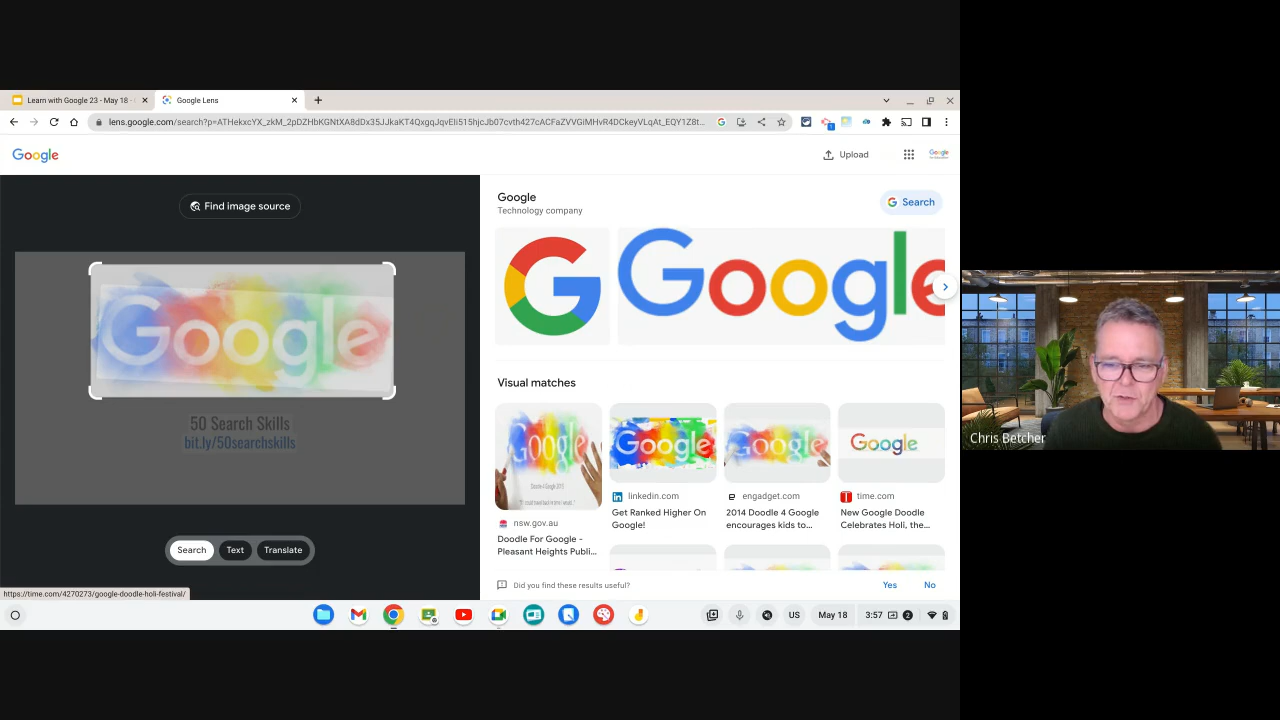 Learn with Google 23 - May 18 -
Google Lens
Google
Upload
Find image source
Google
50 Search Skills
bit.ly/50searchskills
Search
Text
Translate
https://time.com/4270273/google-doodle-holi-festival/
Google
Technology company
Search
G
Google
Visual matches
Google
Google
Google
Google
nsw.gov.au
Doodle For Google -
Pleasant Heights Publi...
linkedin.com
Get Ranked Higher On
Google!
engadget.com
2014 Doodle 4 Google
encourages kids to...
time.com
New Google Doodle
Celebrates Holi, the...
Did you find these results useful?
Yes
No
US
May 18
3:57
2
Chris Betcher